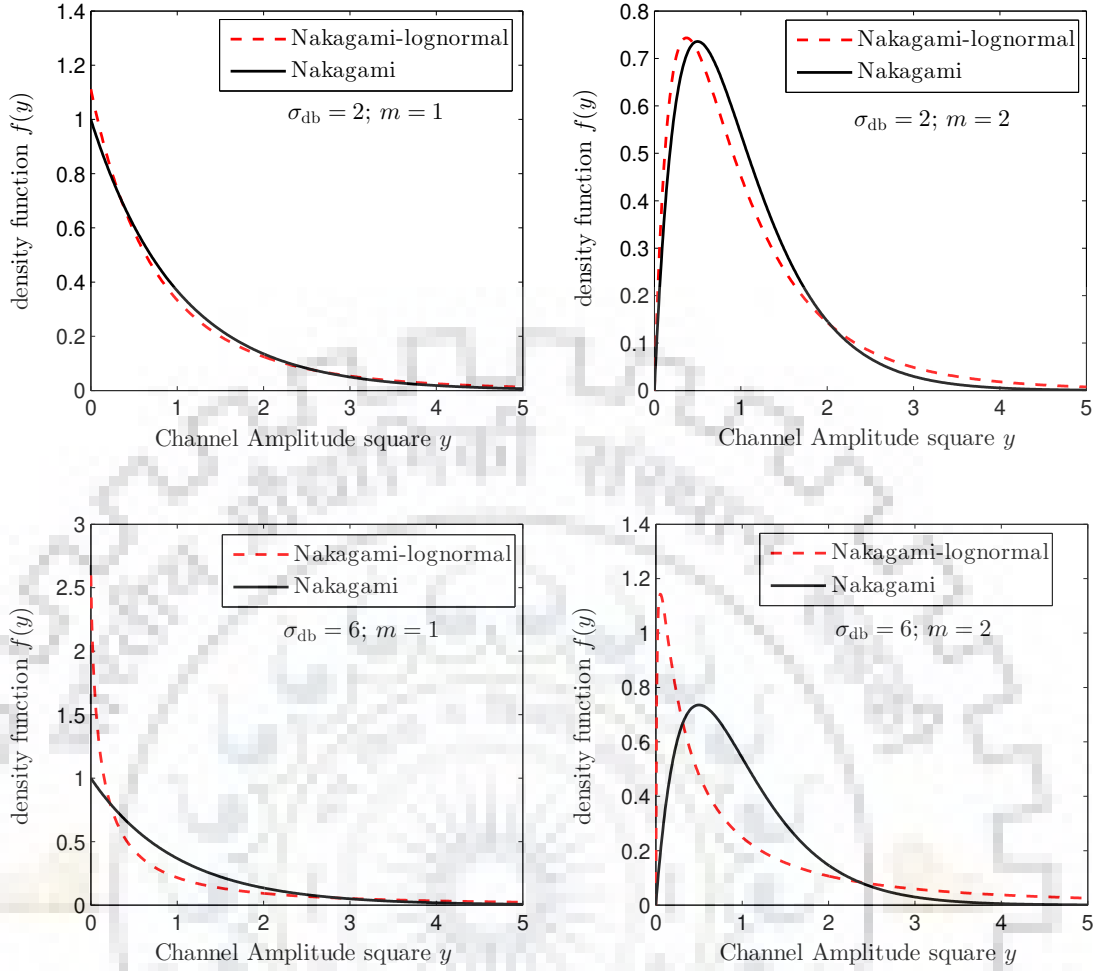 1.4
1.2
1
0.8
0.6
0.4
0.2
0
0 1 2 3 4 5
density function f(y)
Channel Amplitude square y
Nakagami-lognormal
Nakagami
σdb = 2; m = 1
0.8
0.7
0.6
0.5
0.4
0.3
0.2
0.1
0
0 1 2 3 4 5
density function f(y)
Channel Amplitude square y
Nakagami-lognormal
Nakagami
σdb = 2; m = 2
3
2.5
2
1.5
1
0.5
0
0 1 2 3 4 5
density function f(y)
Channel Amplitude square y
Nakagami-lognormal
Nakagami
σdb = 6; m = 1
1.4
1.2
1
0.8
0.6
0.4
0.2
0
0 1 2 3 4 5
density function f(y)
Channel Amplitude square y
Nakagami-lognormal
Nakagami
σdb = 6; m = 2